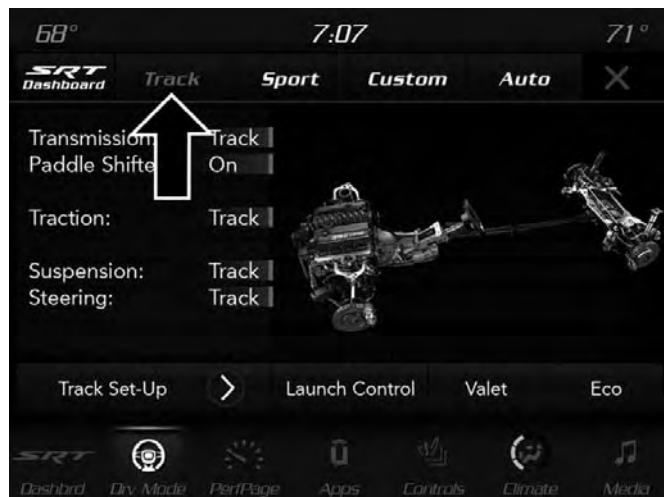 68° 7:07 71°
SRT Dashboard Track Sport Custom Auto X
Transmission: Track
Paddle Shifte On
Traction: Track
Suspension: Track
Steering: Track
Track Set-Up > Launch Control Valet Eco
SRT
Dashbrd Drv Mode PerfPage Apps Controls Climate Media